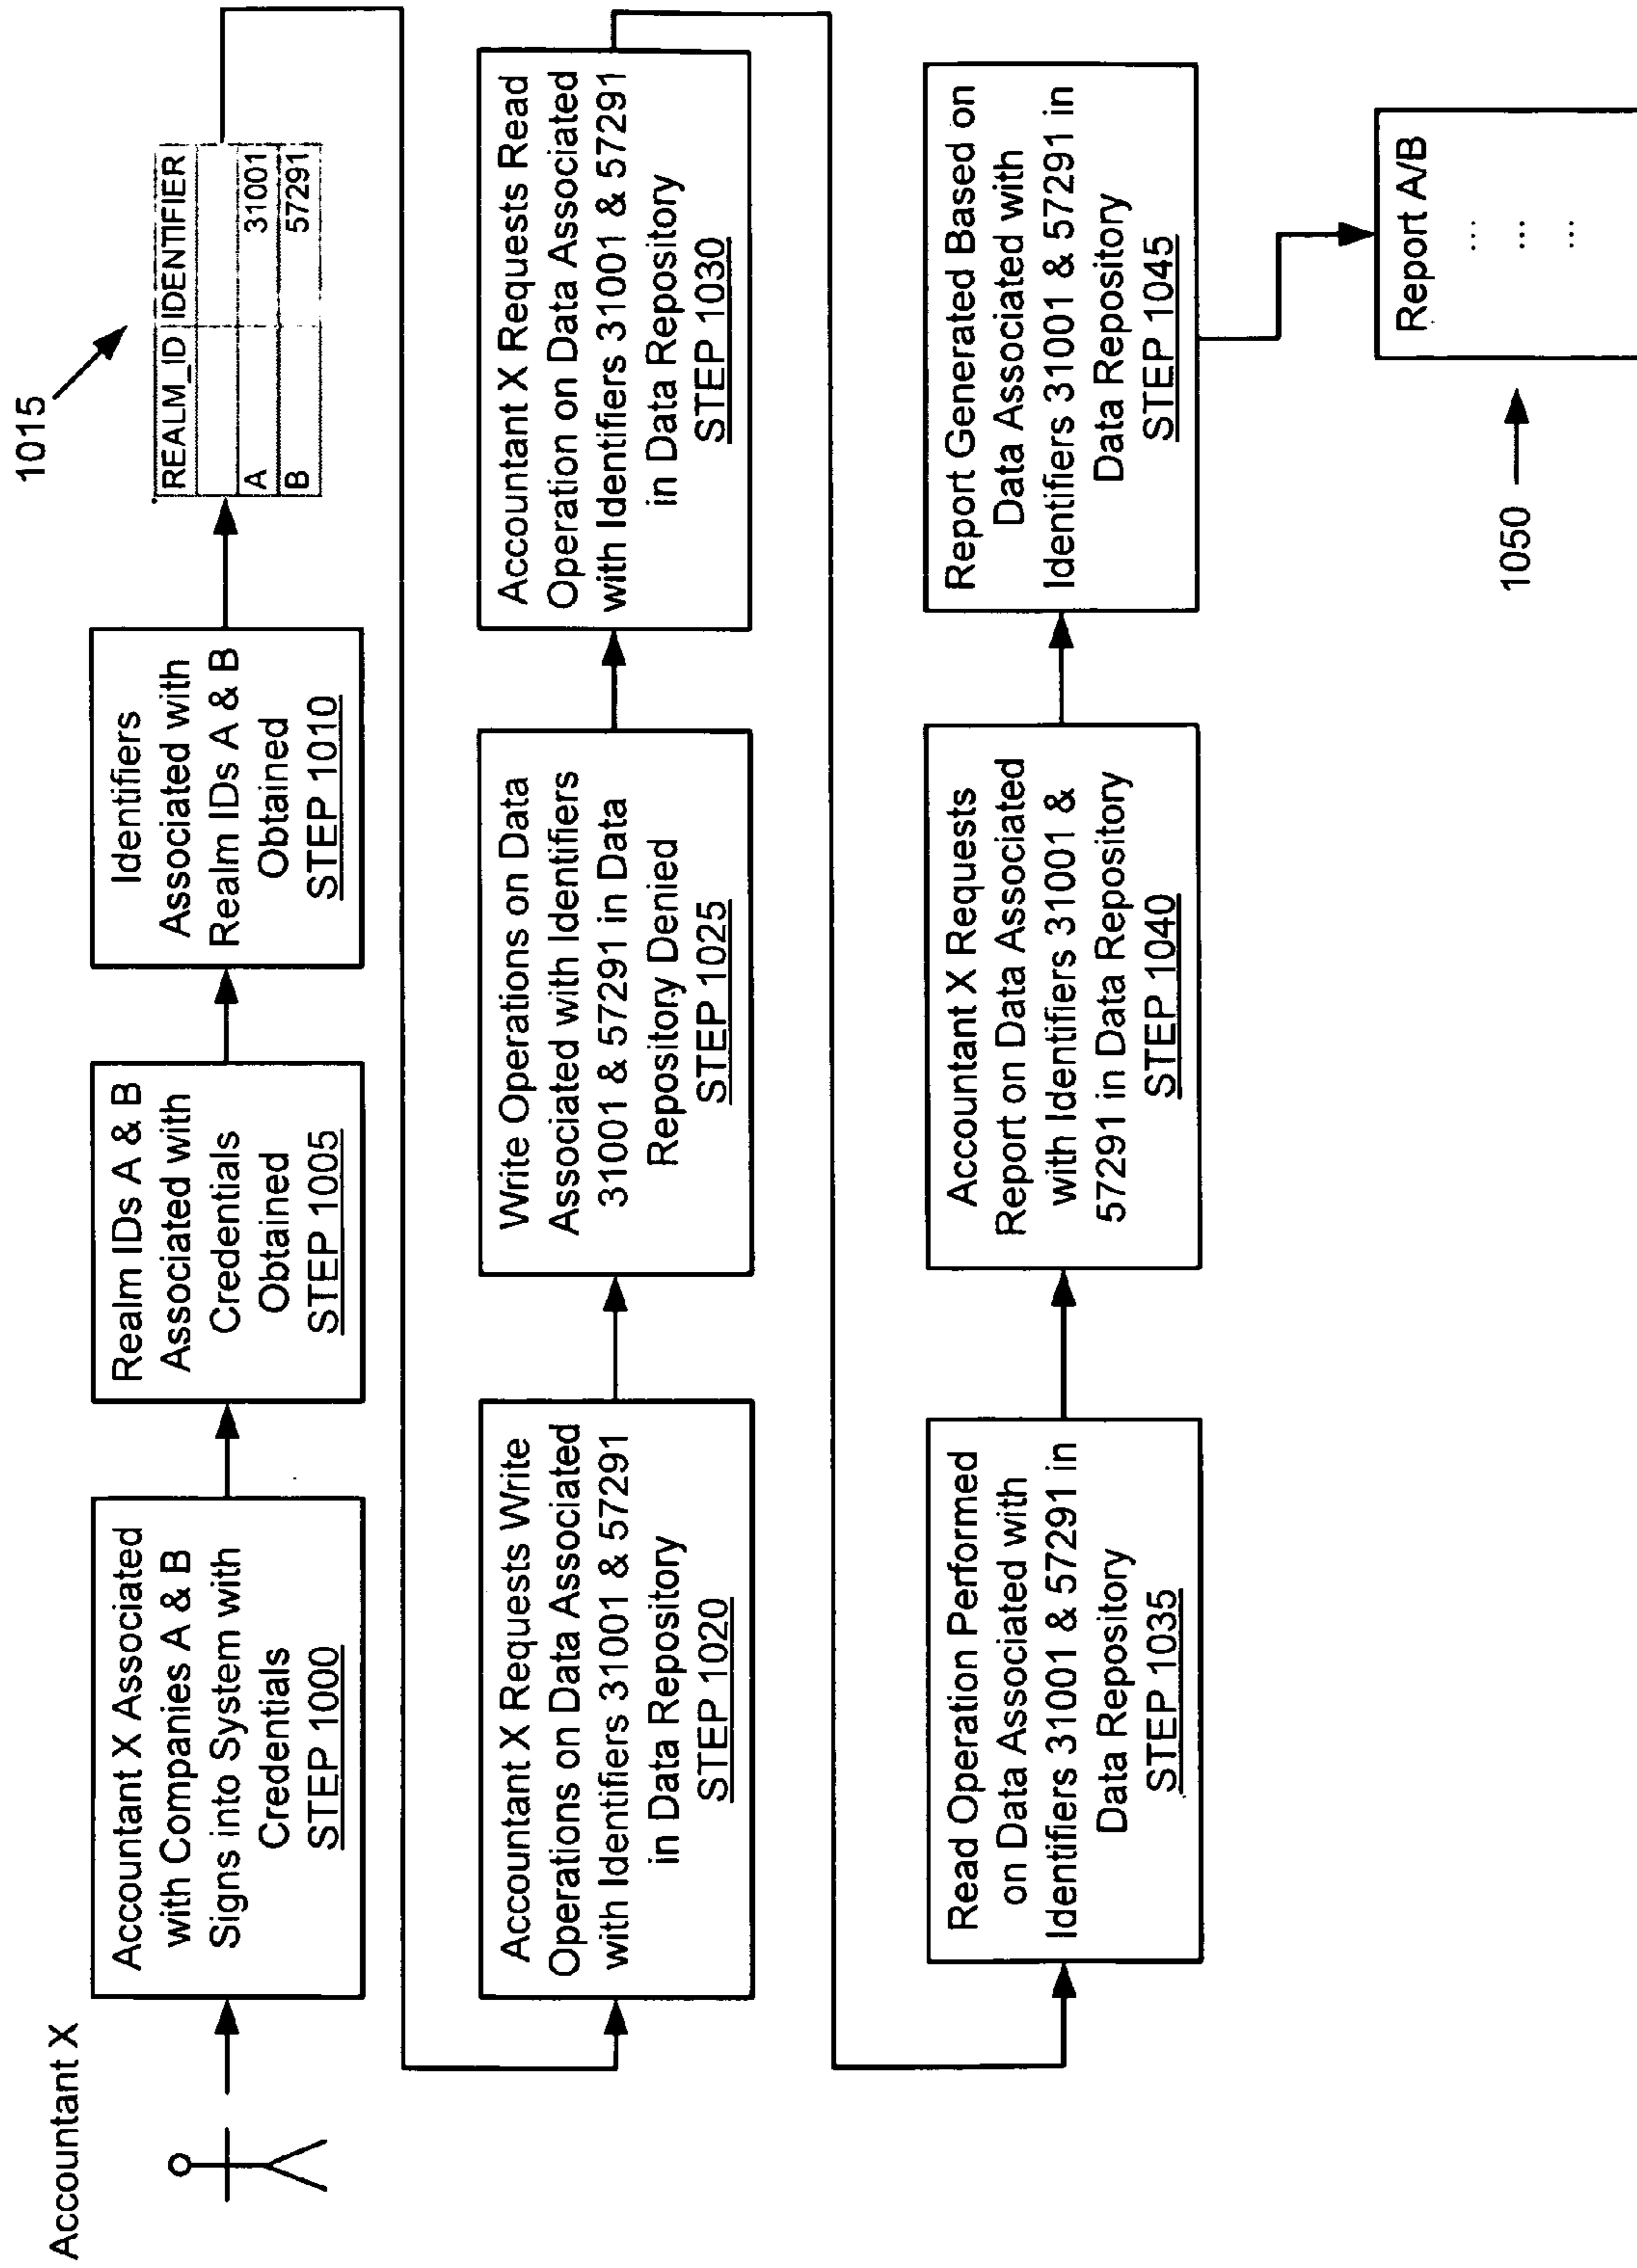 Accountant X
Accountant X Associated
with Companies A & B
Signs into System with
Credentials
STEP 1000
Realm IDs A & B
Associated with
Credentials
Obtained
STEP 1005
Identifiers
Associated with
Realm IDs A & B
Obtained
STEP 1010
1015
REALM_ID IDENTIFIER
A 31001
B 57291
Accountant X Requests Write
Operations on Data Associated
with Identifiers 31001 & 57291
in Data Repository
STEP 1020
Write Operations on Data
Associated with Identifiers
31001 & 57291 in Data
Repository Denied
STEP 1025
Accountant X Requests Read
Operation on Data Associated
with Identifiers 31001 & 57291
in Data Repository
STEP 1030
Read Operation Performed
on Data Associated with
Identifiers 31001 & 57291 in
Data Repository
STEP 1035
Accountant X Requests
Report on Data Associated
with Identifiers 31001 &
57291 in Data Repository
STEP 1040
Report Generated Based on
Data Associated with
Identifiers 31001 & 57291 in
Data Repository
STEP 1045
1050
Report A/B
...
...
...